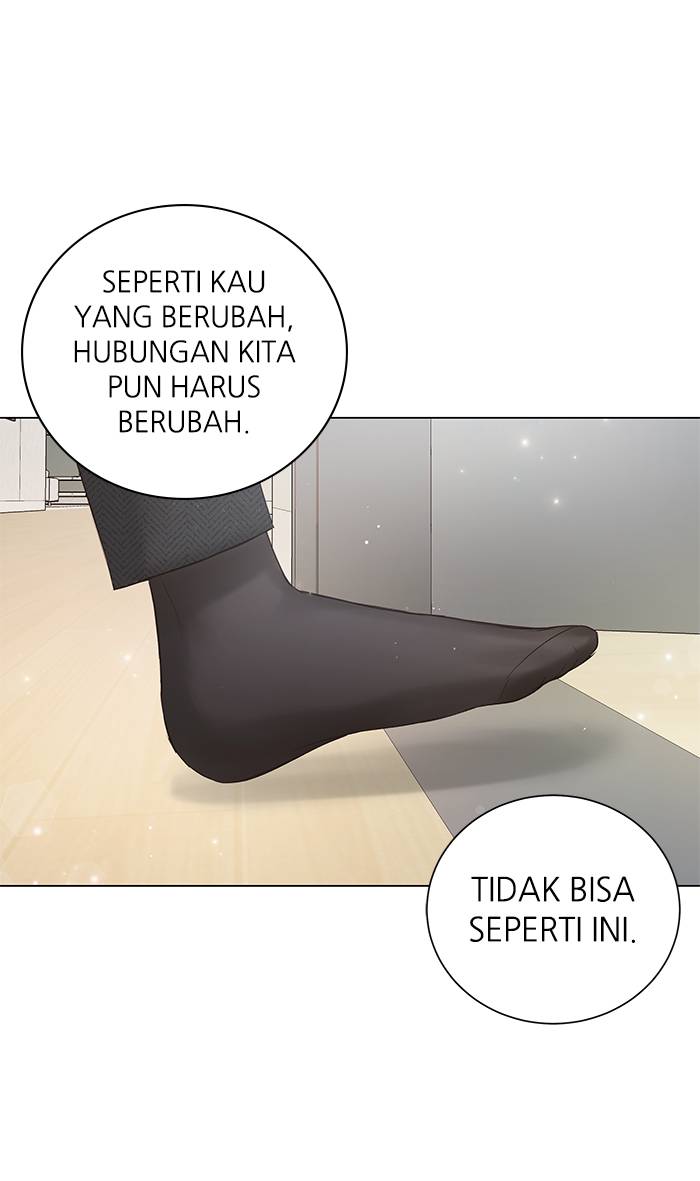 SEPERTI KAU
YANG BERUBAH,
HUBUNGAN KITA
PUN HARUS
BERUBAH.
TIDAK BISA
SEPERTI INI.